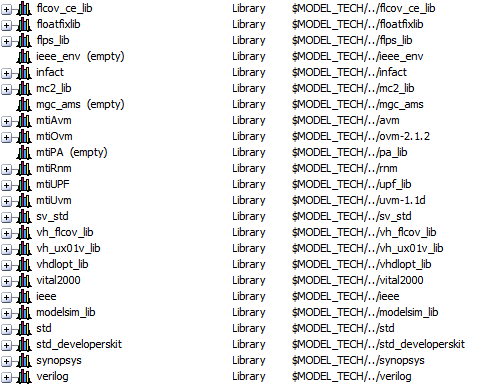 flcov_ce_lib Library $MODEL_TECH/../flcov_ce_lib
floatfixlib Library $MODEL_TECH/../floatfixlib
flps_lib Library $MODEL_TECH/../flps_lib
ieee_env (empty) Library $MODEL_TECH/../ieee_env
infact Library $MODEL_TECH/../infact
mc2_lib Library $MODEL_TECH/../mc2_lib
mgc_ams (empty) Library $MODEL_TECH/../mgc_ams
mtiAvm Library $MODEL_TECH/../avm
mtiOvm Library $MODEL_TECH/../ovm-2.1.2
mtiPA (empty) Library $MODEL_TECH/../pa_lib
mtiRnm Library $MODEL_TECH/../rnm
mtiUPF Library $MODEL_TECH/../upf_lib
mtiUvm Library $MODEL_TECH/../uvm-1.1d
sv_std Library $MODEL_TECH/../sv_std
vh_flcov_lib Library $MODEL_TECH/../vh_flcov_lib
vh_ux01v_lib Library $MODEL_TECH/../vh_ux01v_lib
vhdlopt_lib Library $MODEL_TECH/../vhdlopt_lib
vital2000 Library $MODEL_TECH/../vital2000
ieee Library $MODEL_TECH/../ieee
modelsim_lib Library $MODEL_TECH/../modelsim_lib
std Library $MODEL_TECH/../std
std_developerskit Library $MODEL_TECH/../std_developerskit
synopsys Library $MODEL_TECH/../synopsys
verilog Library $MODEL_TECH/../verilog